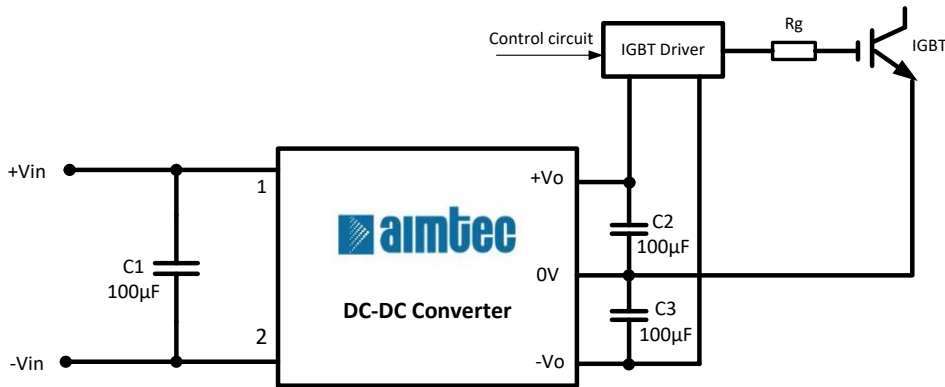 Rg
Control circuit
IGBT Driver
IGBT
+Vin
1
+Vo
aimtec
C2
100µF
C1
100µF
0V
DC-DC Converter
C3
100µF
2
-Vin
-Vo